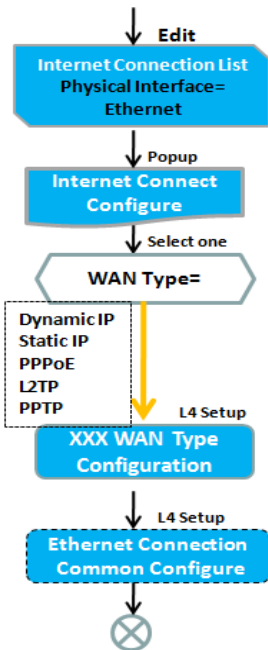 Edit
Internet Connection List
Physical Interface=
Ethernet
Popup
Internet Connect
Configure
Select one
WAN Type=
Dynamic IP
Static IP
PPPoE
L2TP
PPTP
L4 Setup
XXX WAN Type
Configuration
L4 Setup
Ethernet Connection
Common Configure